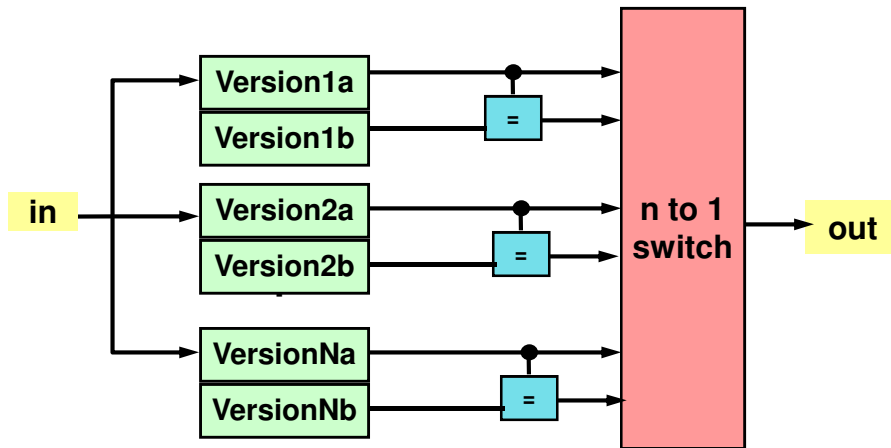 Version1a
=
Version1b
in
Version2a
=
Version2b
n to 1
switch
out
VersionNa
=
VersionNb